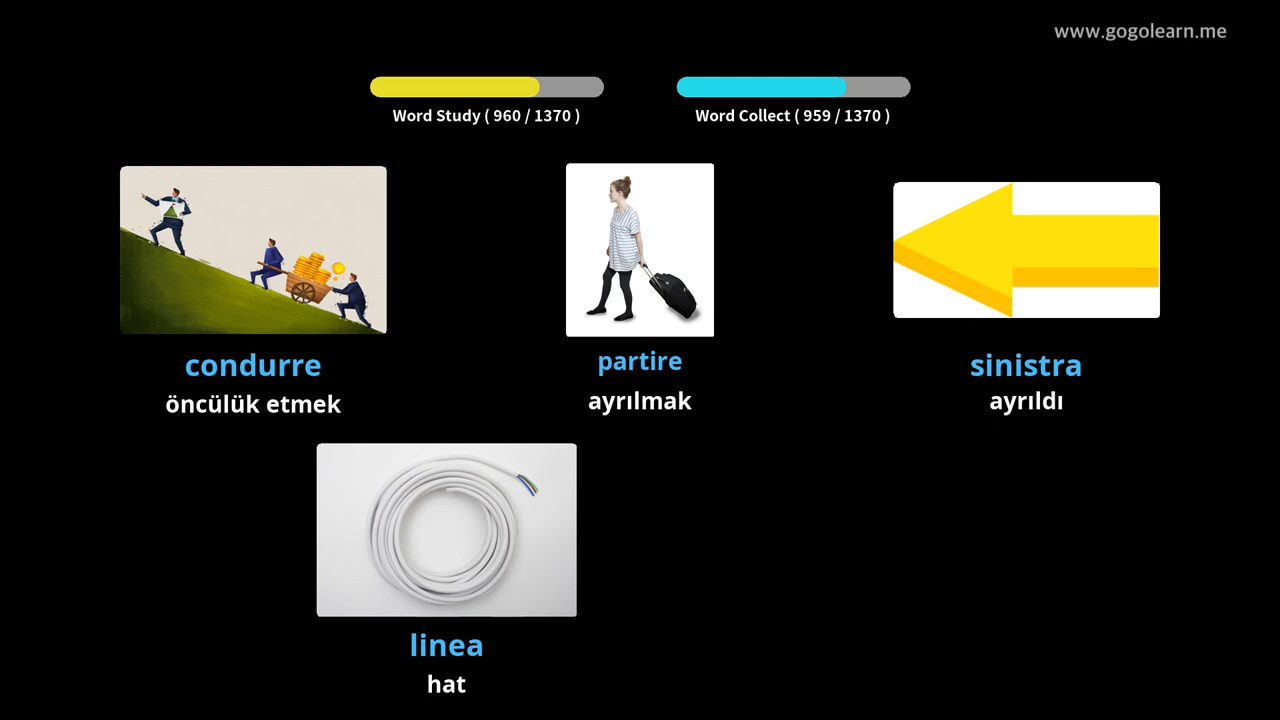 www.gogolearn.me
Word Study ( 960 / 1370 )
Word Collect ( 959 / 1370 )
condurre
öncülük etmek
partire
ayrılmak
sinistra
ayrıldı
linea
hat